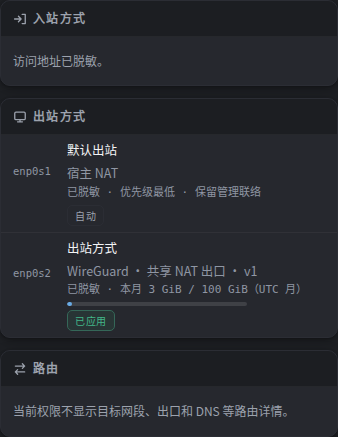 入站方式
访问地址已脱敏。
出站方式
enp0s1
默认出站
宿主 NAT
已脱敏 · 优先级最低 · 保留管理联络
自动
enp0s2
出站方式
WireGuard · 共享 NAT 出口 · v1
已脱敏 · 本月 3 GiB / 100 GiB（UTC 月）
已应用
路由
当前权限不显示目标网段、出口和 DNS 等路由详情。